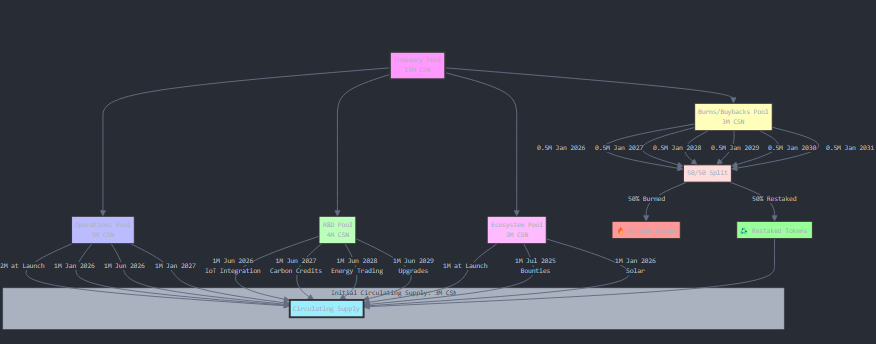 Treasury Pool
15M CSN
Burns/Buybacks Pool
3M CSN
0.5M Jan 2026
0.5M Jan 2027
0.5M Jan 2028
0.5M Jan 2029
0.5M Jan 2030
0.5M Jan 2031
50/50 Split
50% Burned
50% Restaked
Operations Pool
5M CSN
R&D Pool
4M CSN
Ecosystem Pool
3M CSN
Tokens
Restaked Tokens
2M at Launch
1M Jan 2026
1M Jun 2026
1M Jan 2027
1M Jun 2026
IoT Integration
1M Jun 2027
Carbon Credits
1M Jun 2028
Energy Trading
1M Jun 2029
Upgrades
1M at Launch
1M Jul 2025
Bounties
1M Jan 2026
Solar
Initial Circulating Supply: 3M CSN
Circulating Supply